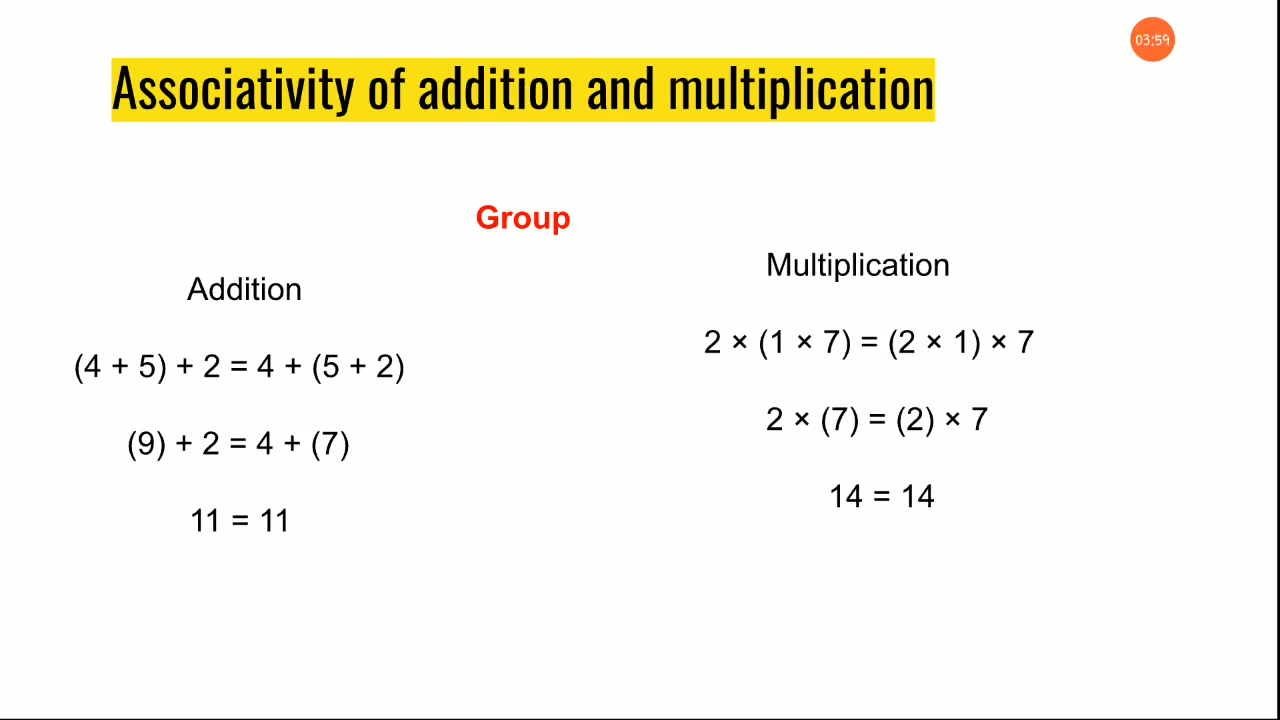 03:59
Associativity of addition and multiplication
Group
Addition
(4 + 5) + 2 = 4 + (5 + 2)
(9) + 2 = 4 + (7)
11 = 11
Multiplication
2 × (1 × 7) = (2 × 1) × 7
2 × (7) = (2) × 7
14 = 14